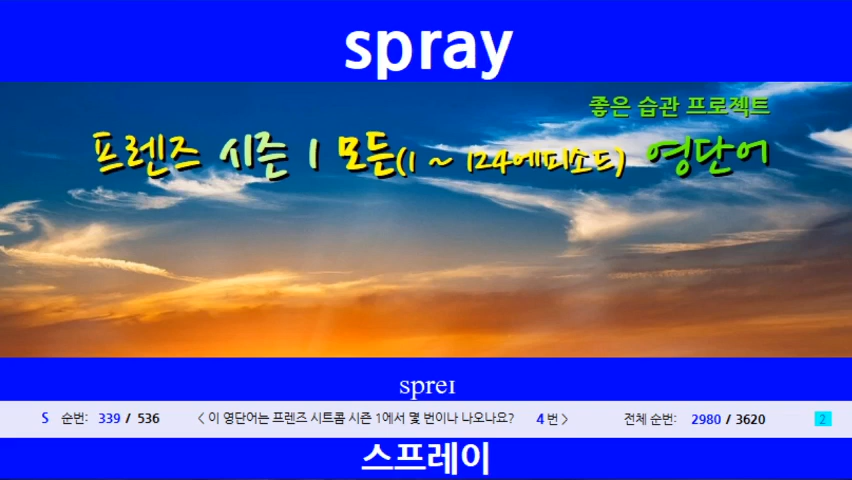 spray
좋은 습관 프로젝트
프렌즈 시즌 1 모든(1 ~ 124에피소드) 영단어
spreɪ
S 순번: 339 / 536 < 이 영단어는 프렌즈 시트콤 시즌 1에서 몇 번이나 나오나요? 4 번 > 전체 순번: 2980 / 3620 2
스프레이